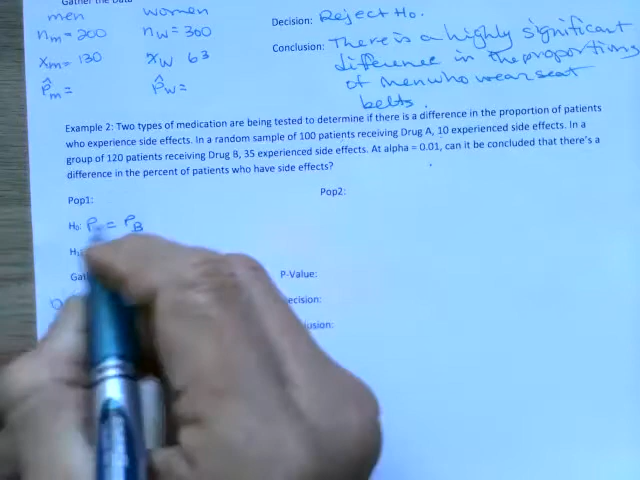 Gather the Data
men women
nm = 200 nw = 300
xm = 130 xw 63
p̂m = p̂w =
Decision: Reject Ho.
Conclusion: There is a highly significant
difference in the proportions
of men who wear seat
belts.
Example 2: Two types of medication are being tested to determine if there is a difference in the proportion of patients
who experience side effects. In a random sample of 100 patients receiving Drug A, 10 experienced side effects. In a
group of 120 patients receiving Drug B, 35 experienced side effects. At alpha = 0.01, can it be concluded that there's a
difference in the percent of patients who have side effects?
Pop1: Pop2:
H₀: P = PB
H₁:
Gat P-Value:
ecision:
lusion: